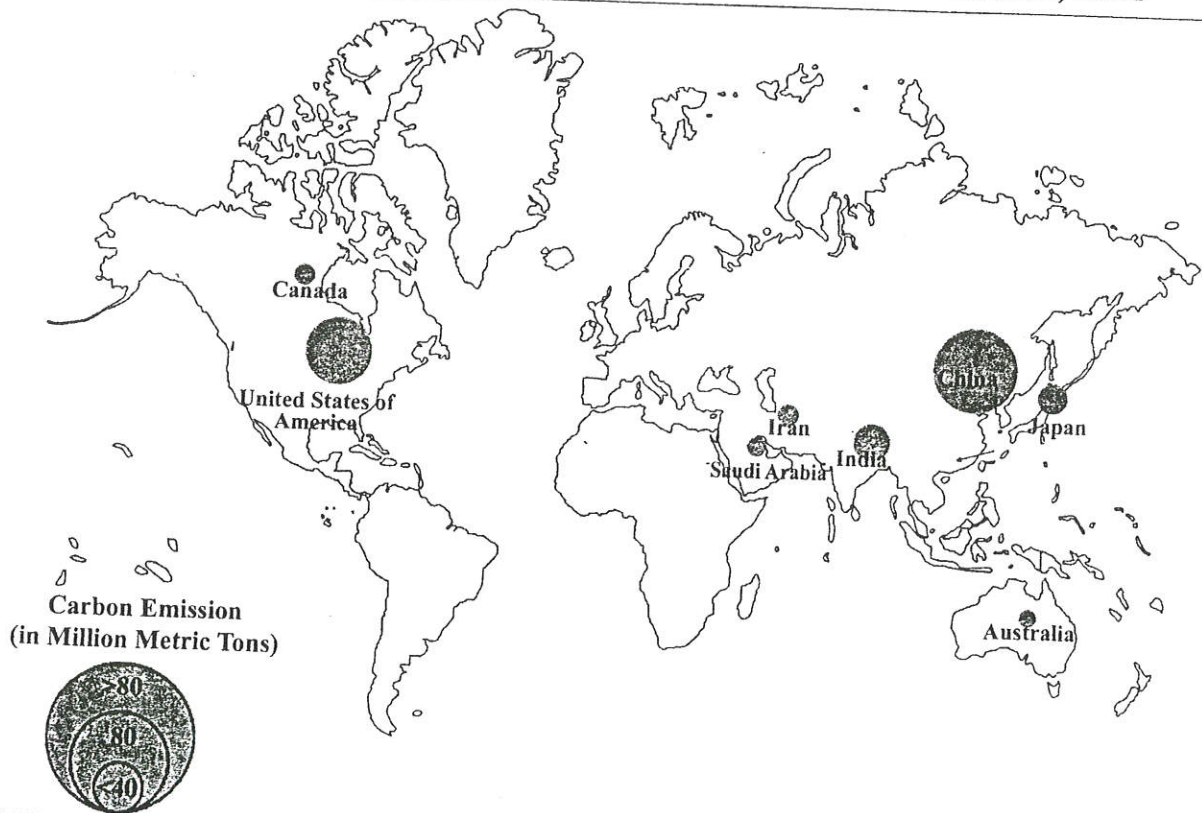 Canada
United States of
America
China
Japan
Iran
India
Saudi Arabia
Australia
Carbon Emission
(in Million Metric Tons)
>80
80
<40